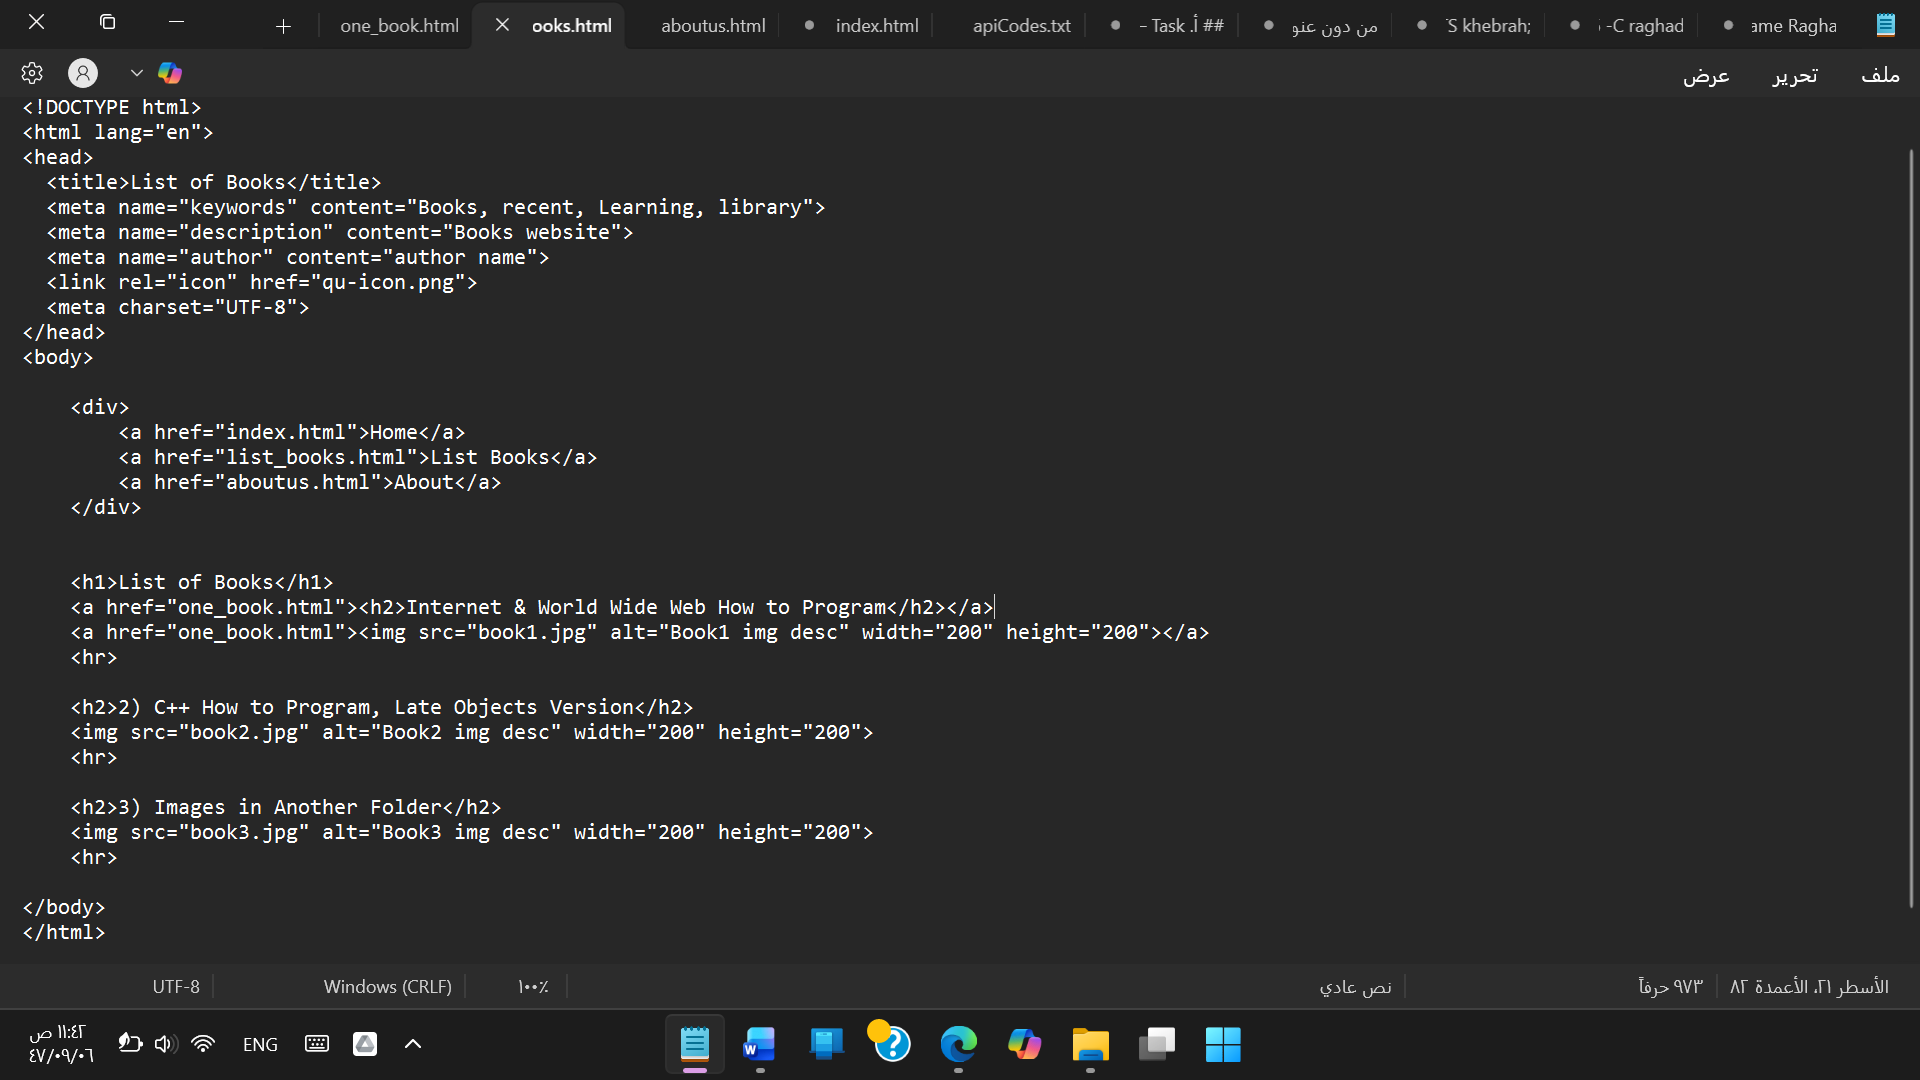 one_book.html
ooks.html
aboutus.html
index.html
apiCodes.txt
## أ. Task –
من دون عنو
S khebrah;
C raghad-
ame Ragha
ملف
تحرير
عرض
<!DOCTYPE html>
<html lang="en">
<head>
  <title>List of Books</title>
  <meta name="keywords" content="Books, recent, Learning, library">
  <meta name="description" content="Books website">
  <meta name="author" content="author name">
  <link rel="icon" href="qu-icon.png">
  <meta charset="UTF-8">
</head>
<body>
    <div>
        <a href="index.html">Home</a>
        <a href="list_books.html">List Books</a>
        <a href="aboutus.html">About</a>
    </div>
    <h1>List of Books</h1>
    <a href="one_book.html"><h2>Internet & World Wide Web How to Program</h2></a>
    <a href="one_book.html"><img src="book1.jpg" alt="Book1 img desc" width="200" height="200"></a>
    <hr>
    <h2>2) C++ How to Program, Late Objects Version</h2>
    <img src="book2.jpg" alt="Book2 img desc" width="200" height="200">
    <hr>
    <h2>3) Images in Another Folder</h2>
    <img src="book3.jpg" alt="Book3 img desc" width="200" height="200">
    <hr>
</body>
</html>
الأسطر ٢١، الأعمدة ٨٢
٩٧٣ حرفاً
نص عادي
١٠٠٪
Windows (CRLF)
UTF-8
١١:٤٢ ص
٤٧/٠٩/٠٦
ENG